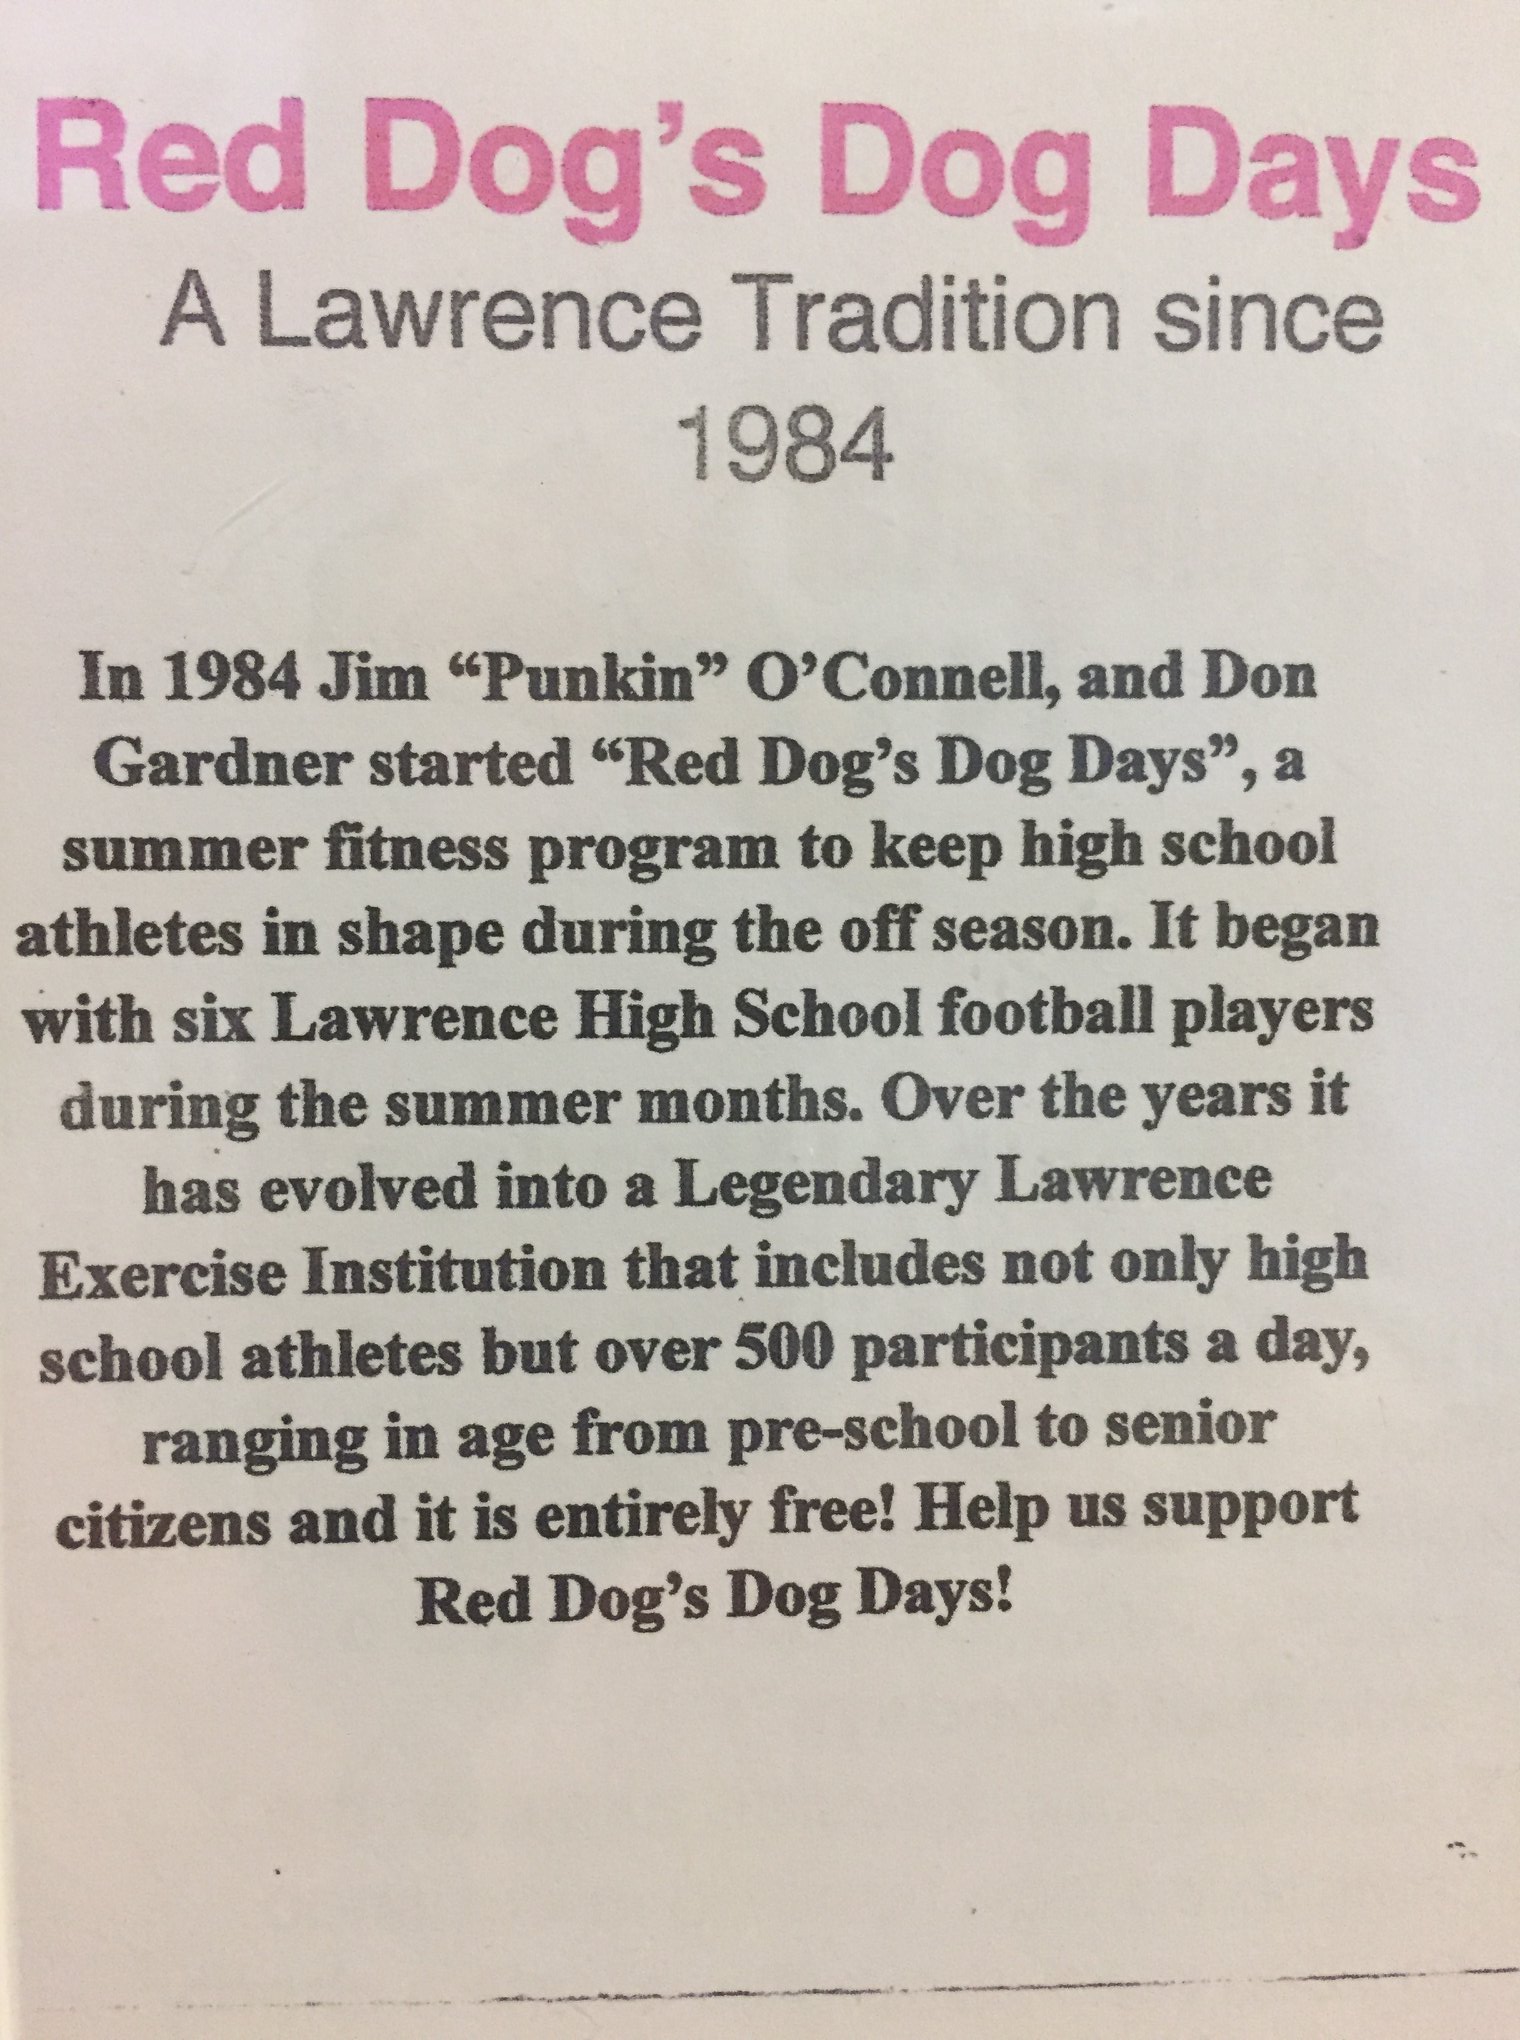 Red Dog’s Dog Days
A Lawrence Tradition since
1984
In 1984 Jim “Punkin” O’Connell, and Don
Gardner started “Red Dog’s Dog Days”, a
summer fitness program to keep high school
athletes in shape during the off season. It began
with six Lawrence High School football players
during the summer months. Over the years it
has evolved into a Legendary Lawrence
Exercise Institution that includes not only high
school athletes but over 500 participants a day,
ranging in age from pre-school to senior
citizens and it is entirely free! Help us support
Red Dog’s Dog Days!